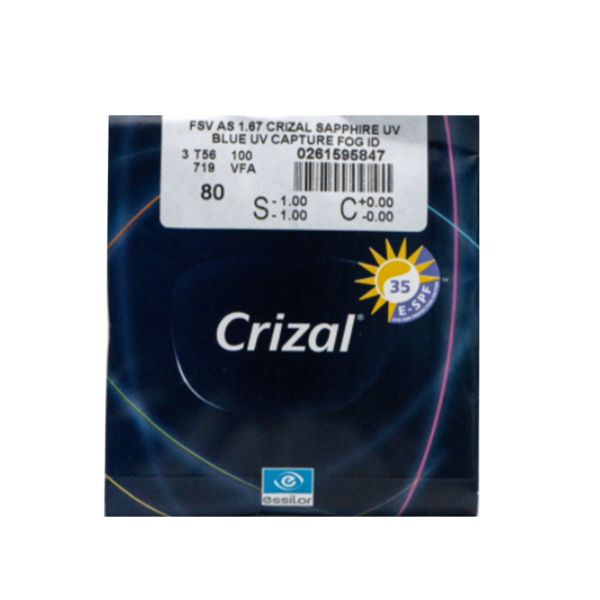 FSV AS 1.67 CRIZAL SAPPHIRE UV
BLUE UV CAPTURE FOG ID
3 T56 100 0261595847
719 VFA
80 S -1.00 C +0.00
-1.00 -0.00
35
E-SPF
Crizal®
essilor